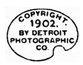 COPYRIGHT,
1902,
BY DETROIT
PHOTOGRAPHIC
CO.